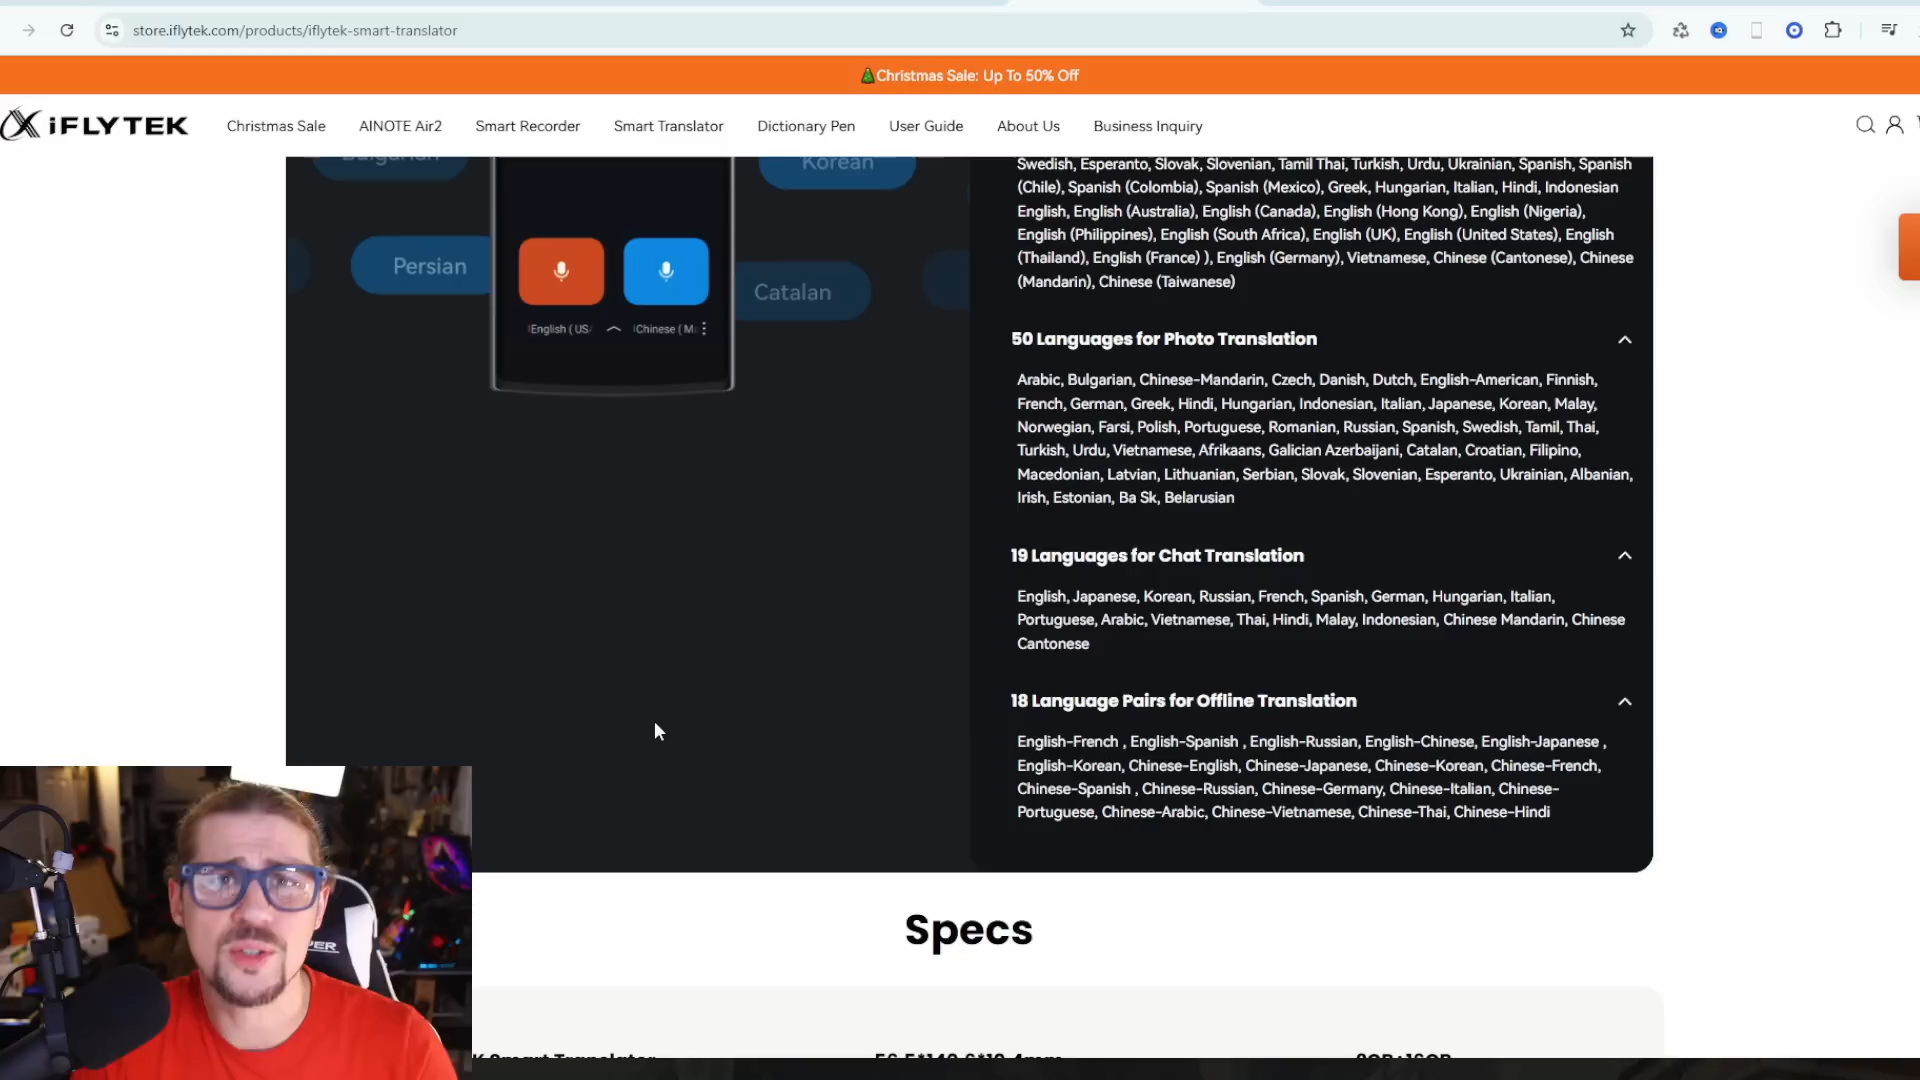 store.iflytek.com/products/iflytek-smart-translator
Christmas Sale: Up To 50% Off
iFLYTEK
Christmas Sale
AINOTE Air2
Smart Recorder
Smart Translator
Dictionary Pen
User Guide
About Us
Business Inquiry
Bulgarian
Korean
Persian
Catalan
English ( US
Chinese ( M
Swedish, Esperanto, Slovak, Slovenian, Tamil Thai, Turkish, Urdu, Ukrainian, Spanish, Spanish
(Chile), Spanish (Colombia), Spanish (Mexico), Greek, Hungarian, Italian, Hindi, Indonesian
English, English (Australia), English (Canada), English (Hong Kong), English (Nigeria),
English (Philippines), English (South Africa), English (UK), English (United States), English
(Thailand), English (France) ), English (Germany), Vietnamese, Chinese (Cantonese), Chinese
(Mandarin), Chinese (Taiwanese)
50 Languages for Photo Translation
Arabic, Bulgarian, Chinese-Mandarin, Czech, Danish, Dutch, English-American, Finnish,
French, German, Greek, Hindi, Hungarian, Indonesian, Italian, Japanese, Korean, Malay,
Norwegian, Farsi, Polish, Portuguese, Romanian, Russian, Spanish, Swedish, Tamil, Thai,
Turkish, Urdu, Vietnamese, Afrikaans, Galician Azerbaijani, Catalan, Croatian, Filipino,
Macedonian, Latvian, Lithuanian, Serbian, Slovak, Slovenian, Esperanto, Ukrainian, Albanian,
Irish, Estonian, Ba Sk, Belarusian
19 Languages for Chat Translation
English, Japanese, Korean, Russian, French, Spanish, German, Hungarian, Italian,
Portuguese, Arabic, Vietnamese, Thai, Hindi, Malay, Indonesian, Chinese Mandarin, Chinese
Cantonese
18 Language Pairs for Offline Translation
English-French , English-Spanish , English-Russian, English-Chinese, English-Japanese ,
English-Korean, Chinese-English, Chinese-Japanese, Chinese-Korean, Chinese-French,
Chinese-Spanish , Chinese-Russian, Chinese-Germany, Chinese-Italian, Chinese-
Portuguese, Chinese-Arabic, Chinese-Vietnamese, Chinese-Thai, Chinese-Hindi
Specs
K Smart Translator